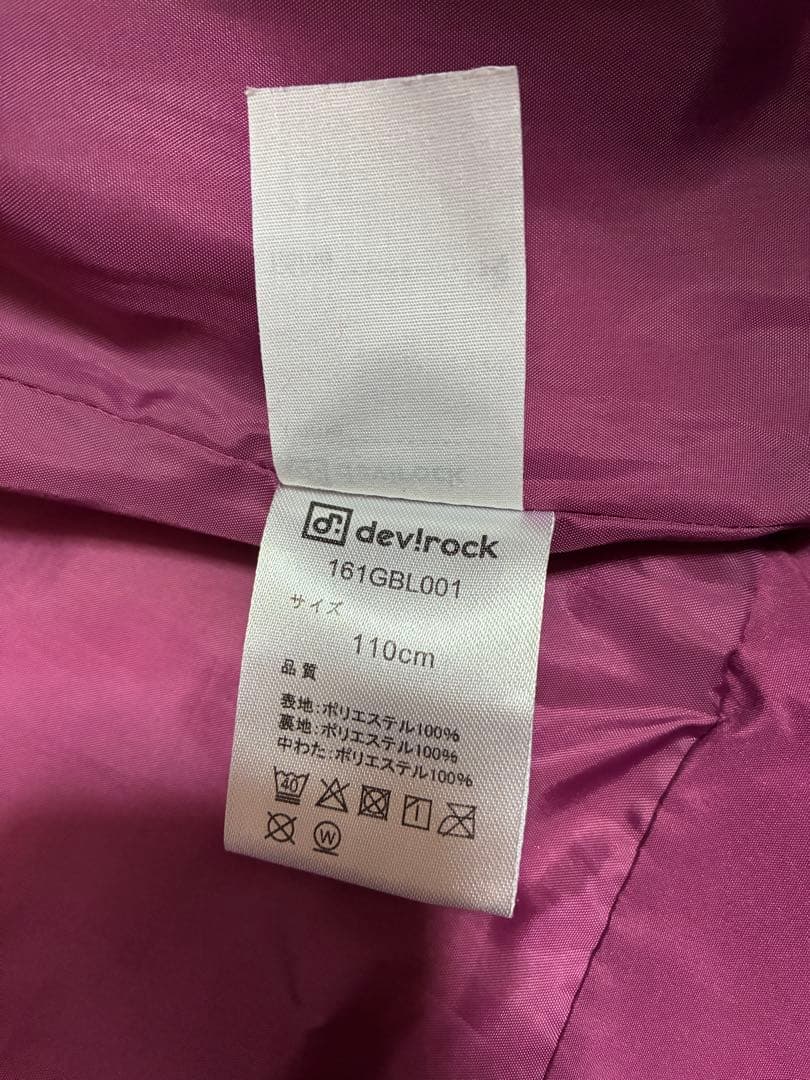 dev!rock
161GBL001
サイズ
110cm
品質
表地:ポリエステル100%
裏地:ポリエステル100%
中わた:ポリエステル100%
40
W